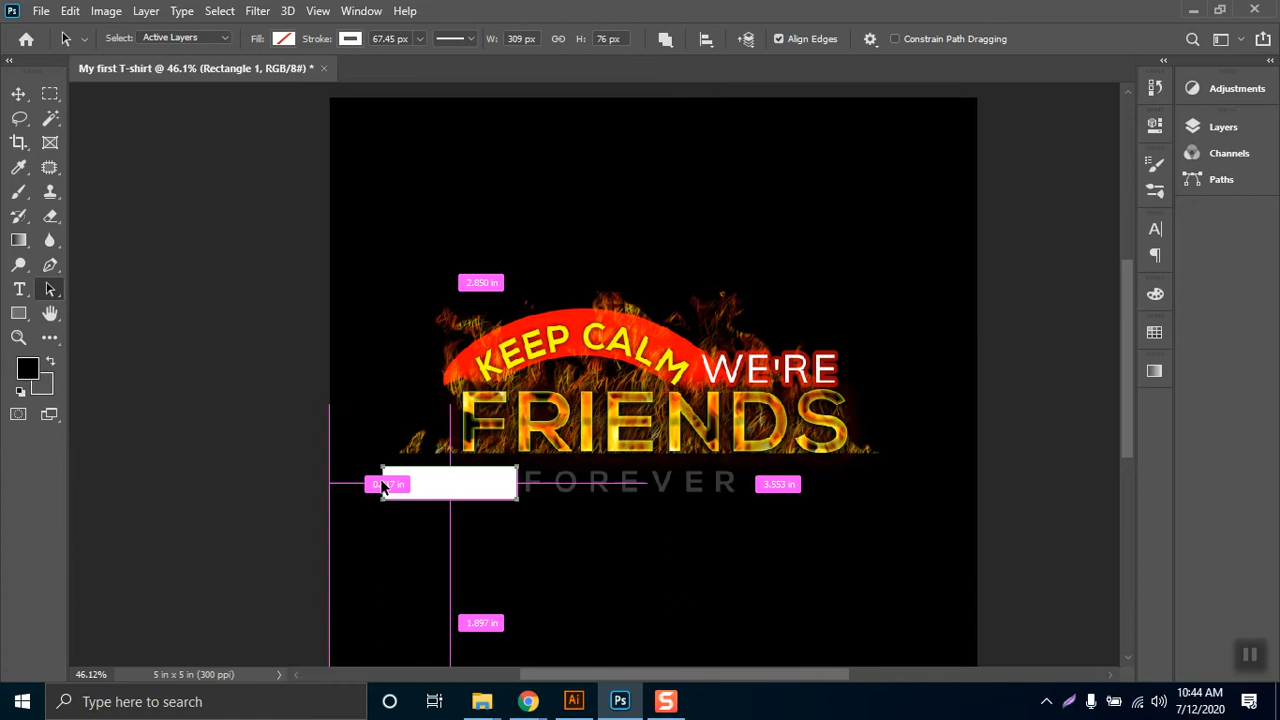 Ps File Edit Image Layer Type Select Filter 3D View Window Help
Select: Active Layers Fill: Stroke: 67.45 px W: 309 px H: 76 px Align Edges Constrain Path Dragging
My first T-shirt @ 46.1% (Rectangle 1, RGB/8#) *
Adjustments
Layers
Channels
Paths
2.850 in
KEEP CALM
WE'RE
FRIENDS
FOREVER
3.553 in
1.897 in
46.12% 5 in x 5 in (300 ppi)
Type here to search
Ai Ps S
10:44 AM
7/12/2020